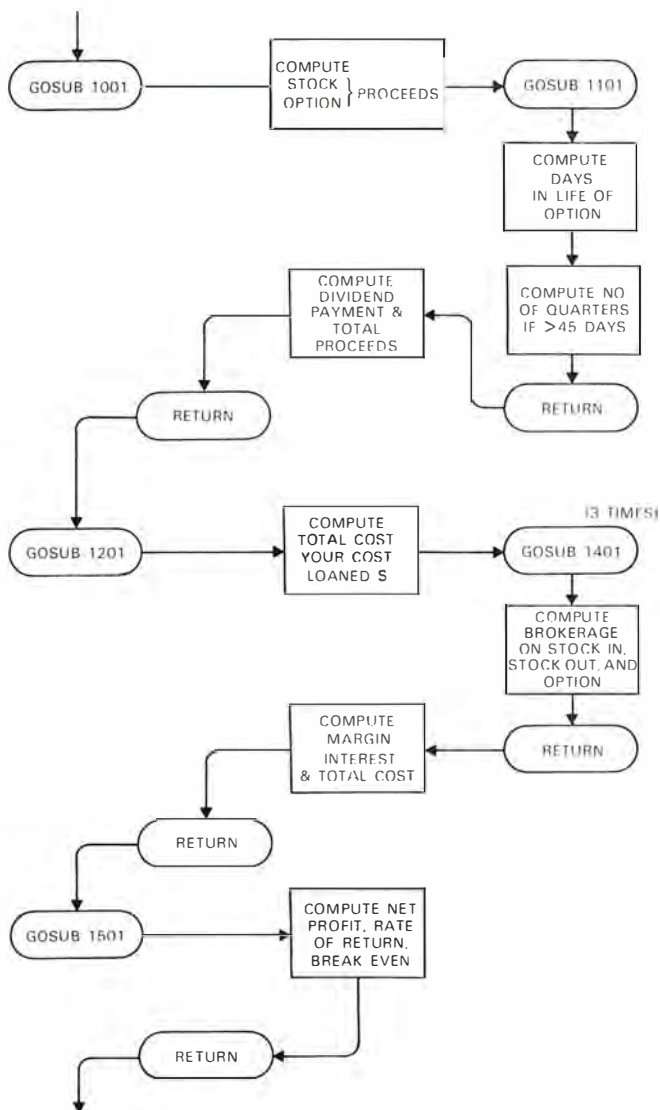 GOSUB 1001
COMPUTE
STOCK
OPTION } PROCEEDS
GOSUB 1101
COMPUTE
DAYS
IN LIFE OF
OPTION
COMPUTE NO
OF QUARTERS
IF >45 DAYS
RETURN
COMPUTE
DIVIDEND
PAYMENT &
TOTAL
PROCEEDS
RETURN
GOSUB 1201
COMPUTE
TOTAL COST
YOUR COST
LOANED $
(3 TIMES)
GOSUB 1401
COMPUTE
BROKERAGE
ON STOCK IN,
STOCK OUT, AND
OPTION
RETURN
COMPUTE
MARGIN
INTEREST
& TOTAL COST
RETURN
GOSUB 1501
COMPUTE NET
PROFIT, RATE
OF RETURN,
BREAK EVEN
RETURN